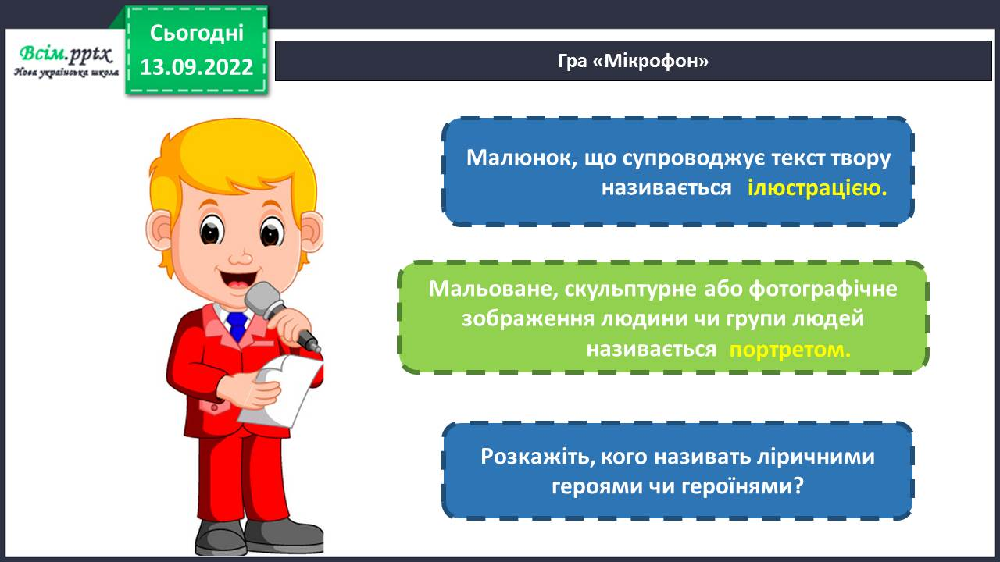 Сьогодні
13.09.2022
Всім.pptx
Нова українська школа
Гра «Мікрофон»
Малюнок, що супроводжує текст твору
називається ілюстрацією.
Мальоване, скульптурне або фотографічне
зображення людини чи групи людей
називається портретом.
Розкажіть, кого називать ліричними
героями чи героїнями?